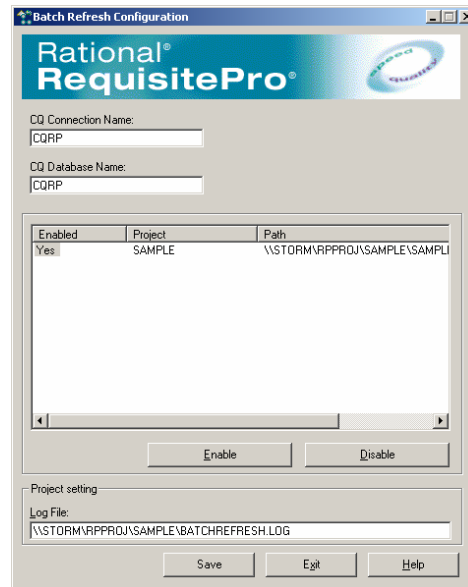 Batch Refresh Configuration
Rational®
RequisitePro®
speed
quality
CQ Connection Name:
CQRP
CQ Database Name:
CQRP
Enabled Project Path
Yes SAMPLE \\STORM\RPPROJ\SAMPLE\SAMPLI
Enable Disable
Project setting
Log File:
\\STORM\RPPROJ\SAMPLE\BATCHREFRESH.LOG
Save Exit Help